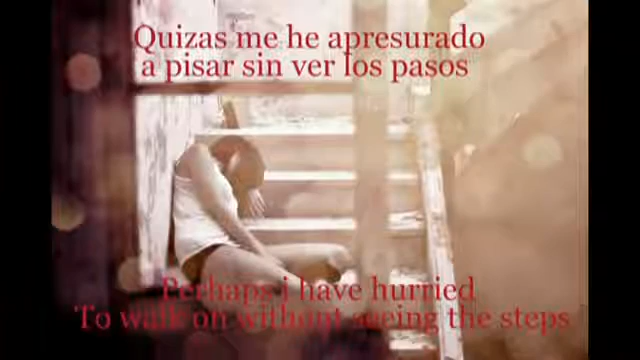 Quizas me he apresurado
a pisar sin ver los pasos
Perhaps i have hurried
To walk on without seeing the steps